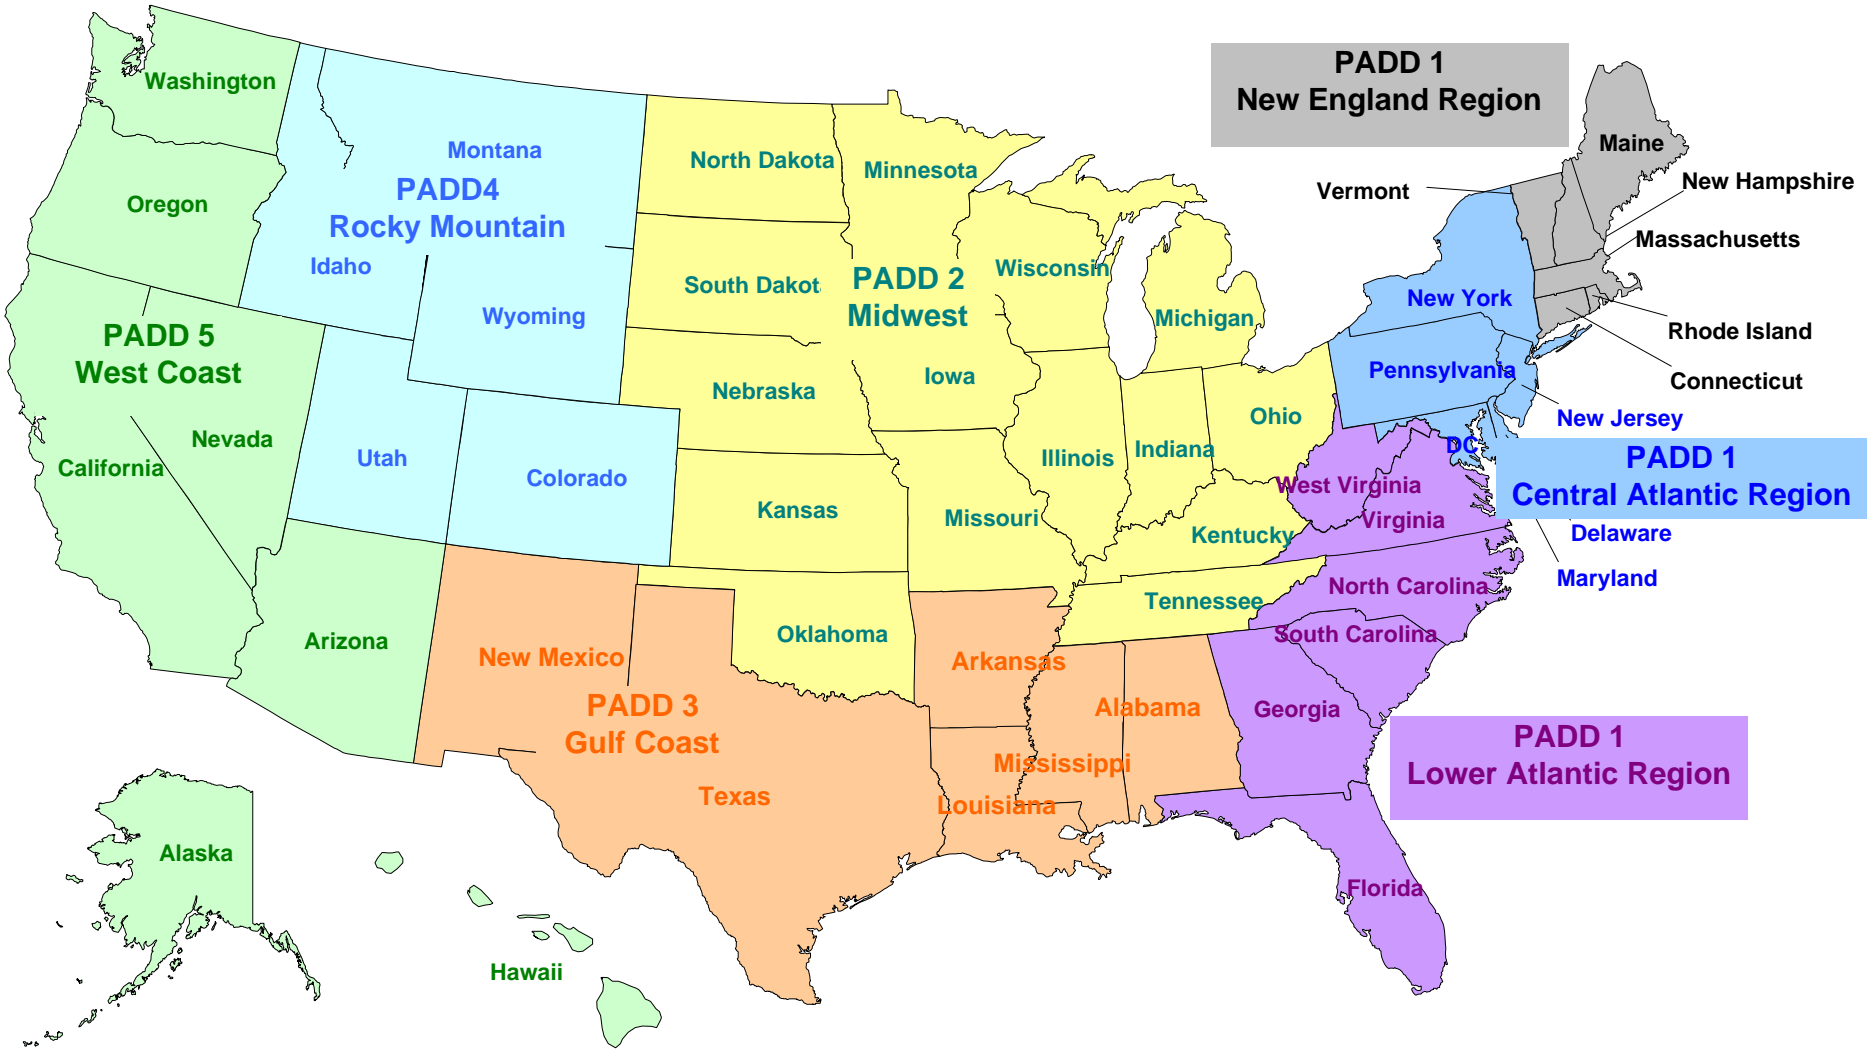 PADD 1
New England Region
Washington
Maine
Montana
North Dakota
Minnesota
New Hampshire
Vermont
PADD4
Rocky Mountain
Oregon
Massachusetts
Idaho
Wisconsin
PADD 2
Midwest
South Dakota
New York
Wyoming
Michigan
Rhode Island
PADD 5
West Coast
Pennsylvania
Connecticut
Iowa
Nebraska
Ohio
New Jersey
Nevada
DC
Indiana
Illinois
California
Utah
Colorado
PADD 1
Central Atlantic Region
West Virginia
Kansas
Missouri
Virginia
Kentucky
Delaware
Maryland
North Carolina
Tennessee
Oklahoma
South Carolina
Arizona
New Mexico
Arkansas
PADD 3
Gulf Coast
Alabama
Georgia
PADD 1
Lower Atlantic Region
Mississippi
Texas
Louisiana
Alaska
Florida
Hawaii